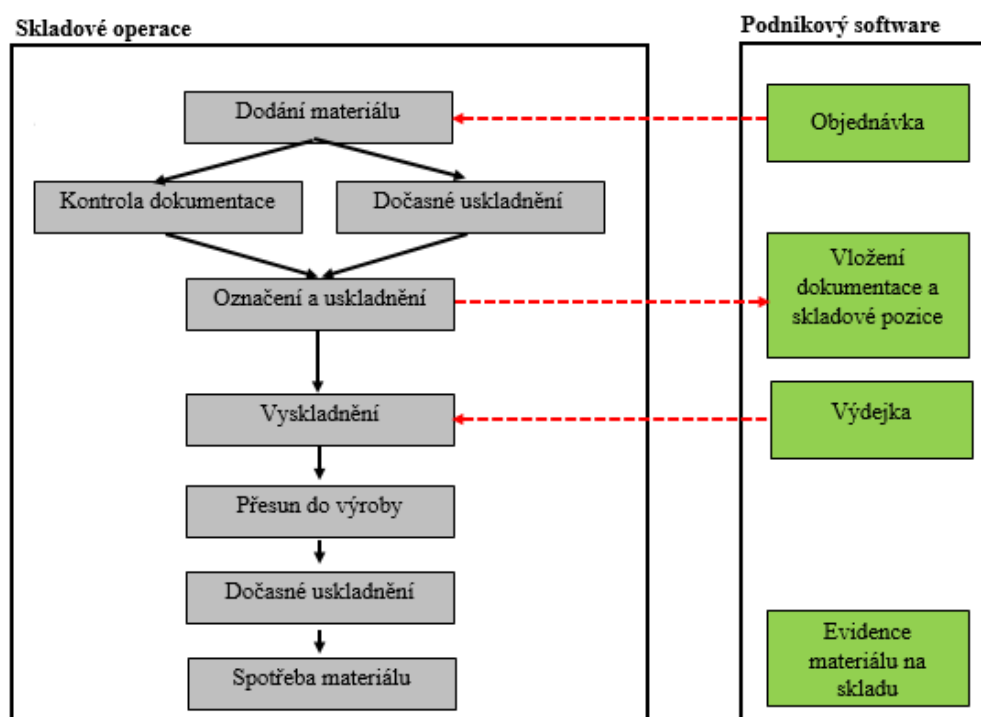 Skladové operace
Podnikový software
Dodání materiálu
Objednávka
Kontrola dokumentace
Dočasné uskladnění
Označení a uskladnění
Vložení
dokumentace a
skladové pozice
Vyskladnění
Výdejka
Přesun do výroby
Dočasné uskladnění
Spotřeba materiálu
Evidence
materiálu na
skladu